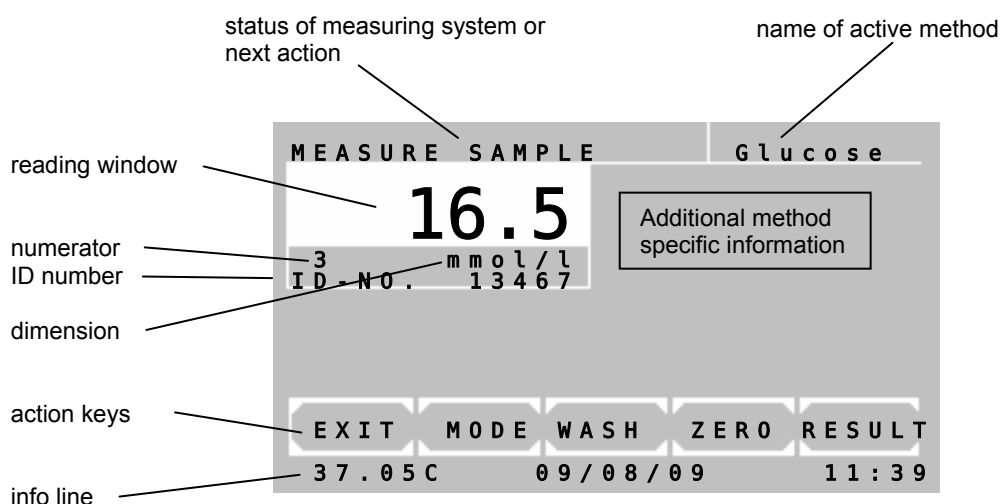 status of measuring system or
next action
name of active method
MEASURE SAMPLE
Glucose
reading window
16.5
Additional method
specific information
numerator
3 mmol/l
ID number
ID-NO. 13467
dimension
action keys
EXIT MODE WASH ZERO RESULT
37.05C 09/08/09 11:39
info line